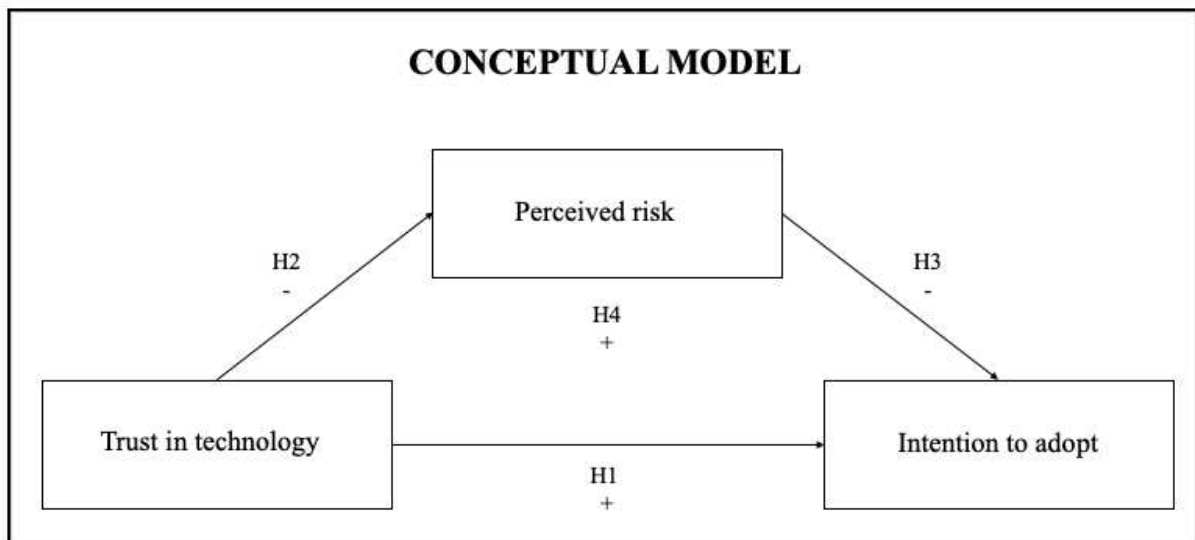 CONCEPTUAL MODEL
Perceived risk
H2
-
H3
-
H4
+
Trust in technology
Intention to adopt
H1
+